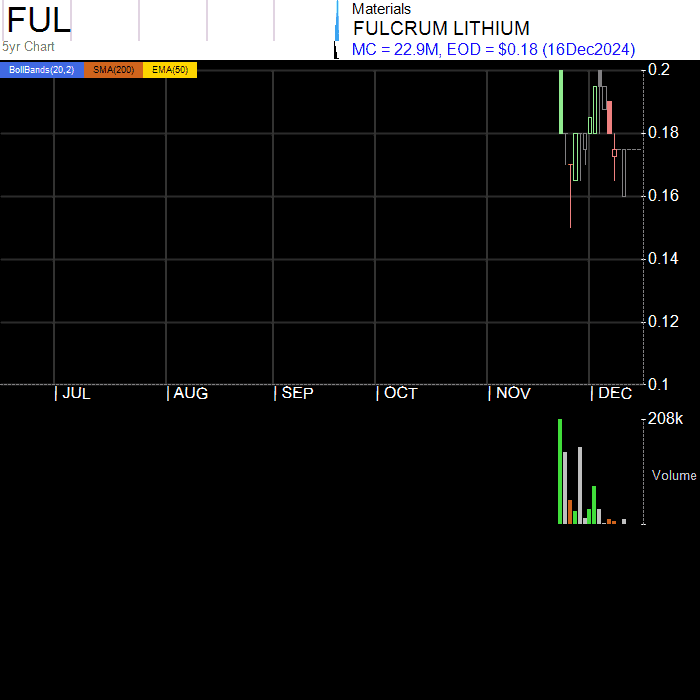 FUL
5yr Chart
Materials
FULCRUM LITHIUM
MC = 22.9M, EOD = $0.18 (16Dec2024)
BollBands(20,2) SMA(200) EMA(50)
0.2
0.18
0.16
0.14
0.12
0.1
| JUL | AUG | SEP | OCT | NOV | DEC
208k
Volume